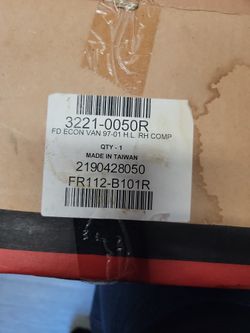 3221-0050R
FD ECON VAN 97-01 H.L. RH COMP
QTY - 1
MADE IN TAIWAN
2190428050
FR112-B101R